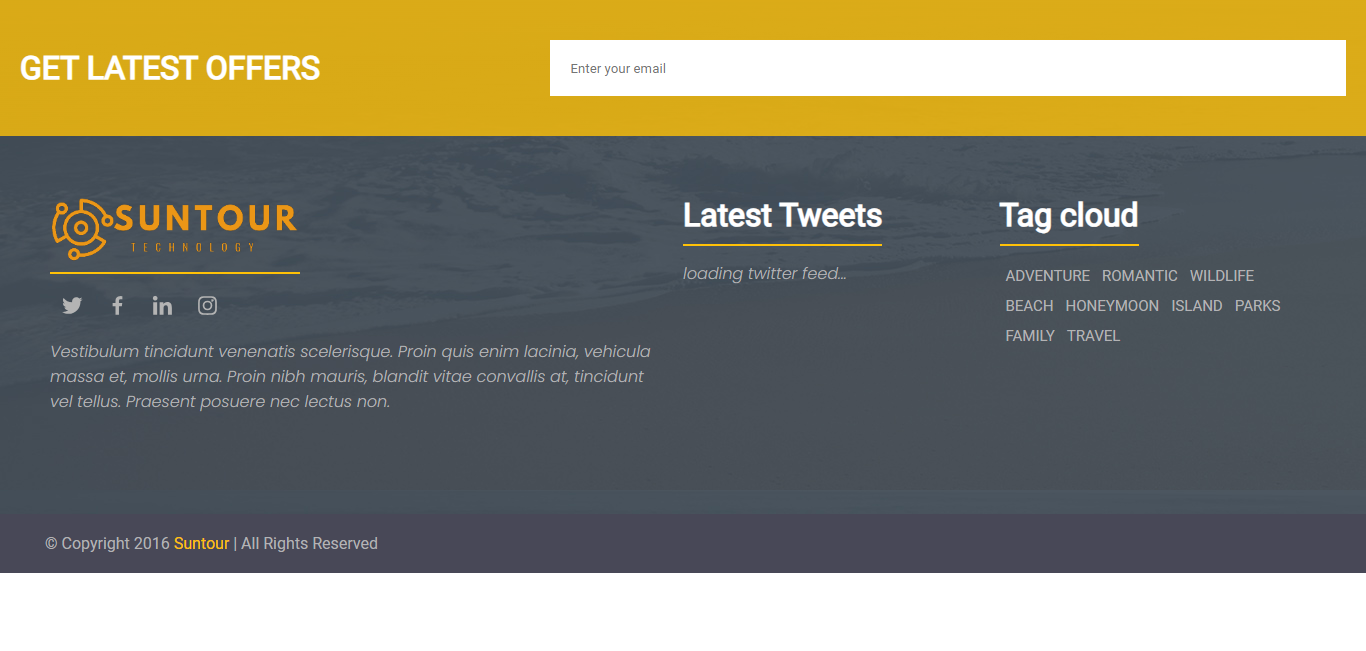 GET LATEST OFFERS
Enter your email
SUNTOUR
TECHNOLOGY
Vestibulum tincidunt venenatis scelerisque. Proin quis enim lacinia, vehicula
massa et, mollis urna. Proin nibh mauris, blandit vitae convallis at, tincidunt
vel tellus. Praesent posuere nec lectus non.
Latest Tweets
loading twitter feed...
Tag cloud
ADVENTURE ROMANTIC WILDLIFE
BEACH HONEYMOON ISLAND PARKS
FAMILY TRAVEL
© Copyright 2016 Suntour | All Rights Reserved